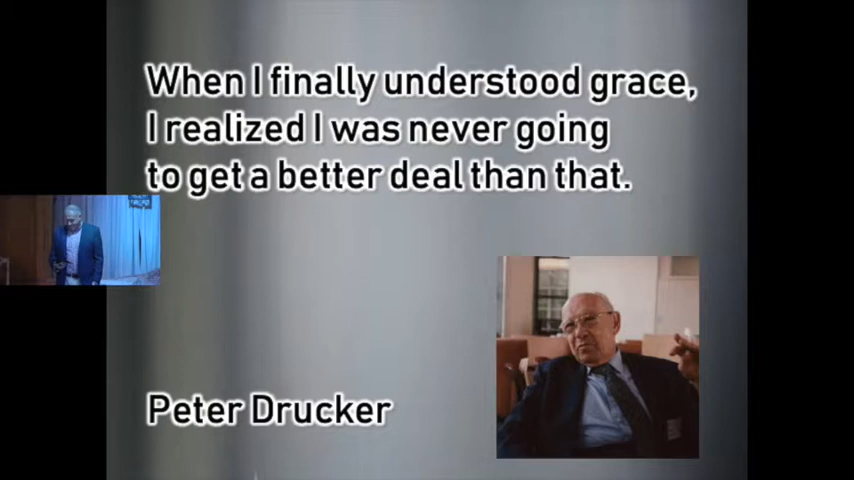 When I finally understood grace,
I realized I was never going
to get a better deal than that.
Peter Drucker